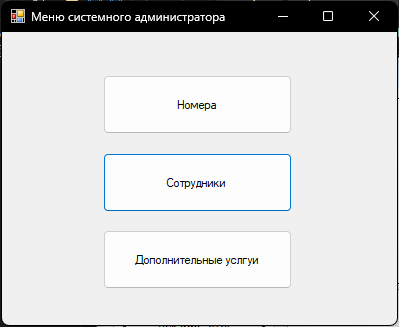 Меню системного администратора
Номера
Сотрудники
Дополнительные услгуи